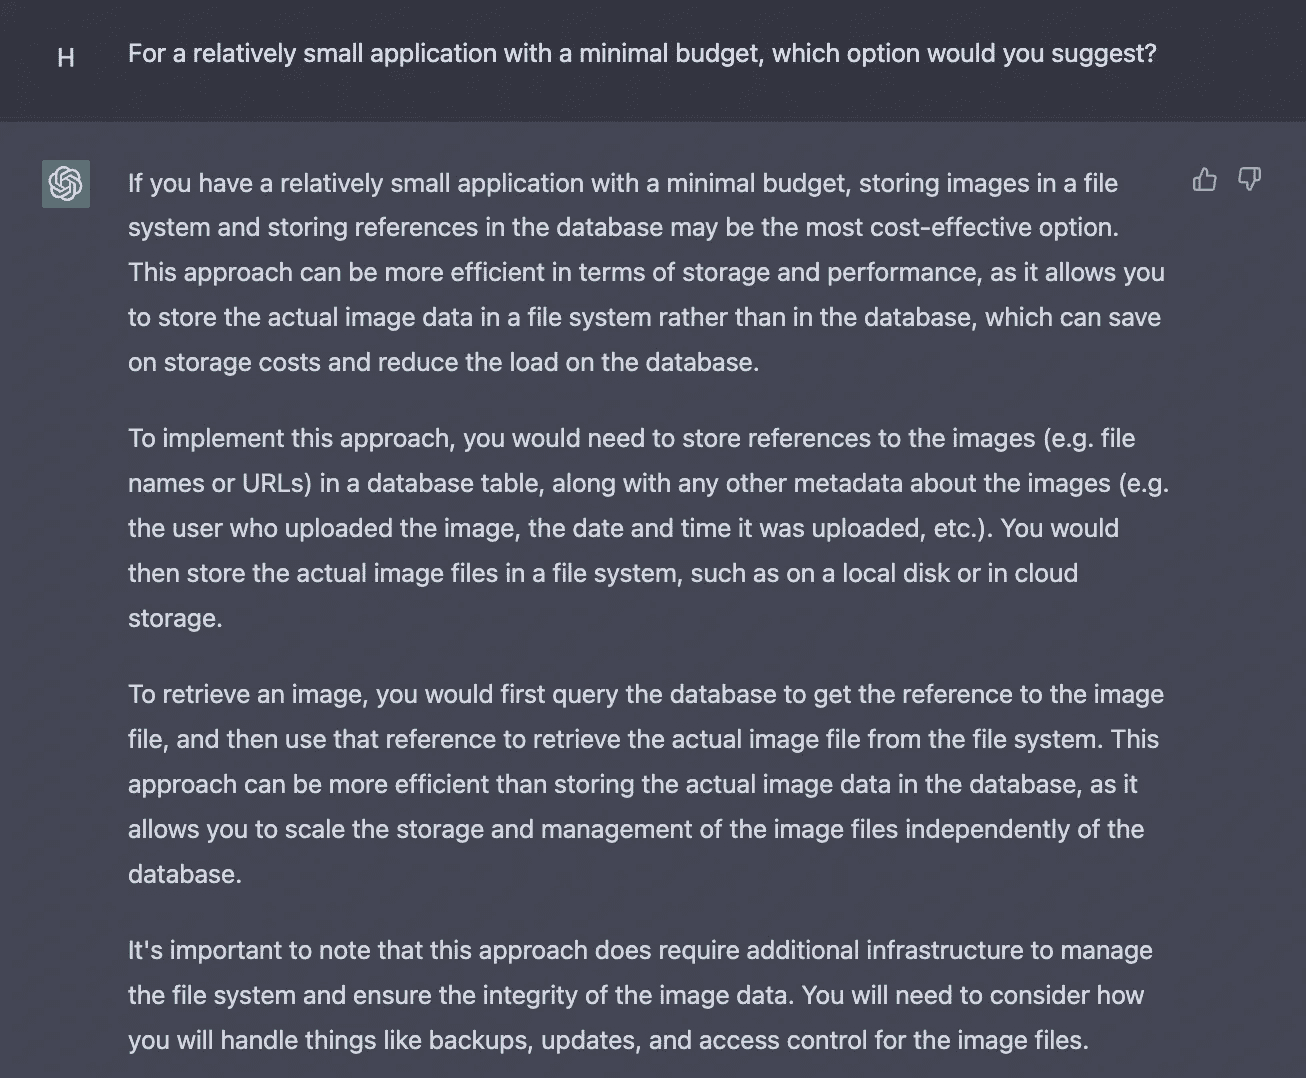 H
For a relatively small application with a minimal budget, which option would you suggest?
If you have a relatively small application with a minimal budget, storing images in a file
system and storing references in the database may be the most cost-effective option.
This approach can be more efficient in terms of storage and performance, as it allows you
to store the actual image data in a file system rather than in the database, which can save
on storage costs and reduce the load on the database.
To implement this approach, you would need to store references to the images (e.g. file
names or URLs) in a database table, along with any other metadata about the images (e.g.
the user who uploaded the image, the date and time it was uploaded, etc.). You would
then store the actual image files in a file system, such as on a local disk or in cloud
storage.
To retrieve an image, you would first query the database to get the reference to the image
file, and then use that reference to retrieve the actual image file from the file system. This
approach can be more efficient than storing the actual image data in the database, as it
allows you to scale the storage and management of the image files independently of the
database.
It's important to note that this approach does require additional infrastructure to manage
the file system and ensure the integrity of the image data. You will need to consider how
you will handle things like backups, updates, and access control for the image files.